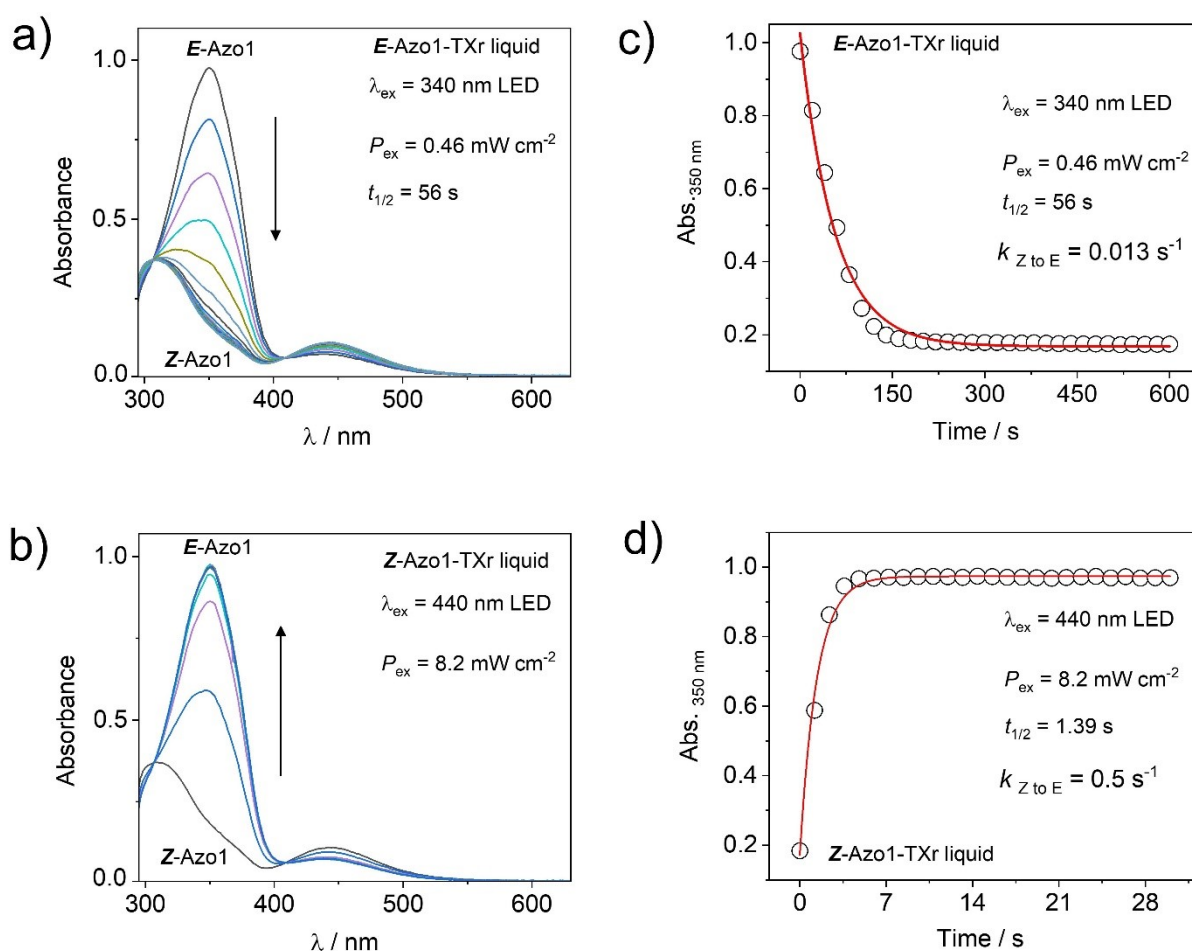 a)
E-Azo1
E-Azo1-TXr liquid
λex = 340 nm LED
Pex = 0.46 mW cm-2
t1/2 = 56 s
Z-Azo1
Absorbance
1.0
0.5
0.0
300
400
500
600
λ / nm
c)
E-Azo1-TXr liquid
λex = 340 nm LED
Pex = 0.46 mW cm-2
t1/2 = 56 s
k Z to E = 0.013 s-1
Abs.350 nm
1.0
0.8
0.6
0.4
0.2
0
150
300
450
600
Time / s
b)
E-Azo1
Z-Azo1-TXr liquid
λex = 440 nm LED
Pex = 8.2 mW cm-2
Z-Azo1
Absorbance
1.0
0.5
0.0
300
400
500
600
λ / nm
d)
λex = 440 nm LED
Pex = 8.2 mW cm-2
t1/2 = 1.39 s
k Z to E = 0.5 s-1
Z-Azo1-TXr liquid
Abs. 350 nm
1.0
0.8
0.6
0.4
0.2
0
7
14
21
28
Time / s